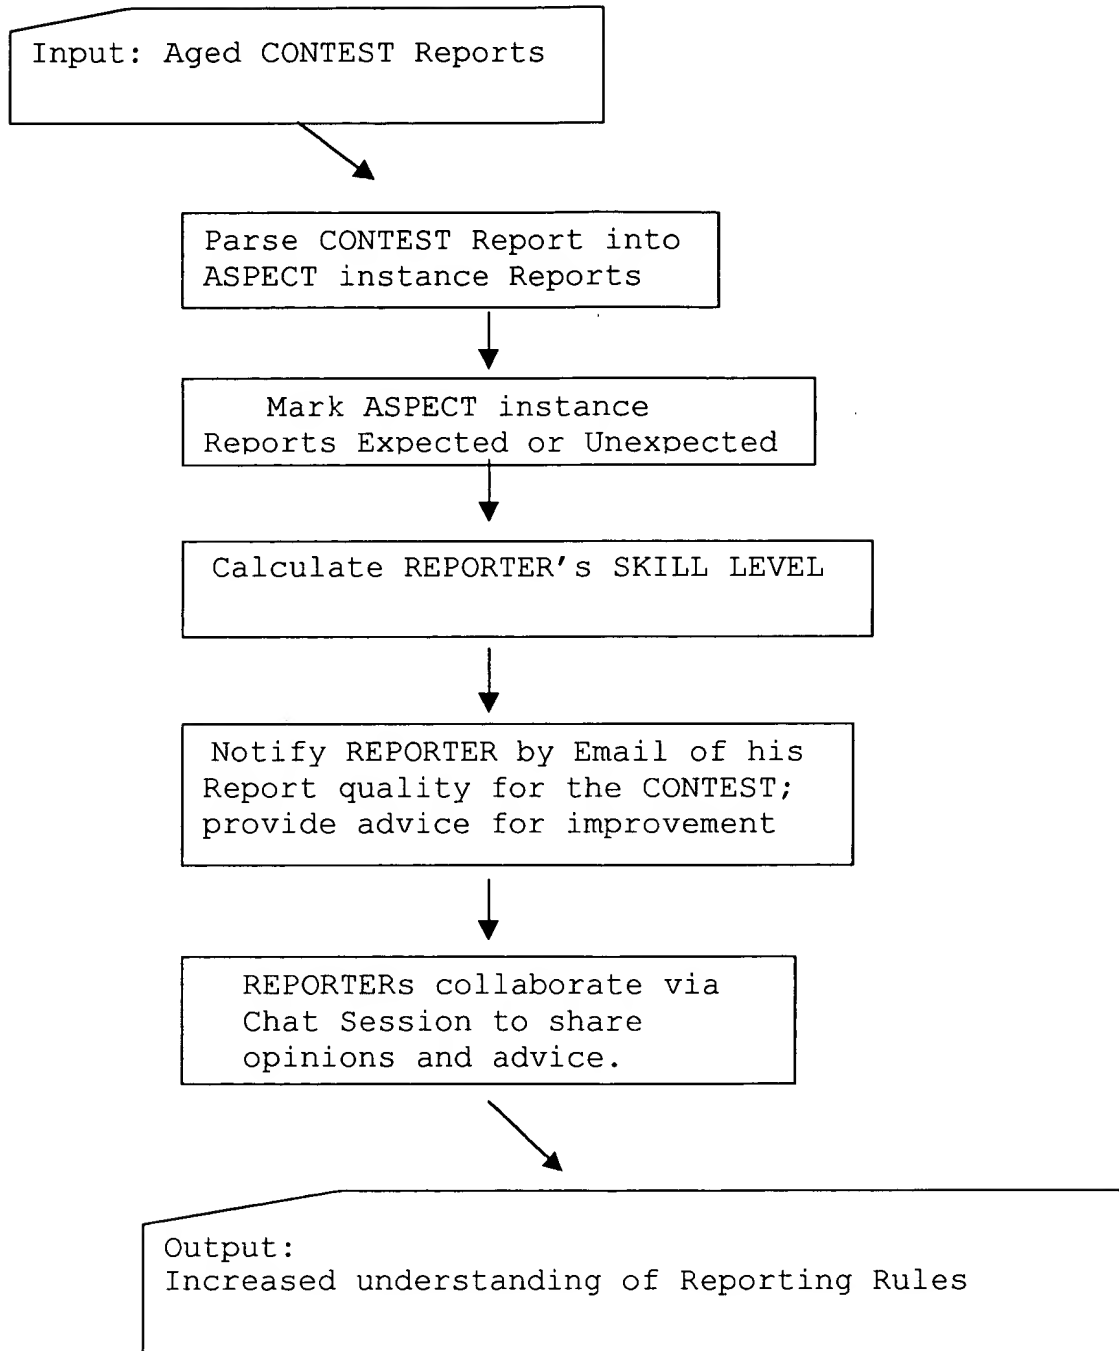 Input: Aged CONTEST Reports
Parse CONTEST Report into
ASPECT instance Reports
Mark ASPECT instance
Reports Expected or Unexpected
Calculate REPORTER's SKILL LEVEL
Notify REPORTER by Email of his
Report quality for the CONTEST;
provide advice for improvement
REPORTERs collaborate via
Chat Session to share
opinions and advice.
Output:
Increased understanding of Reporting Rules